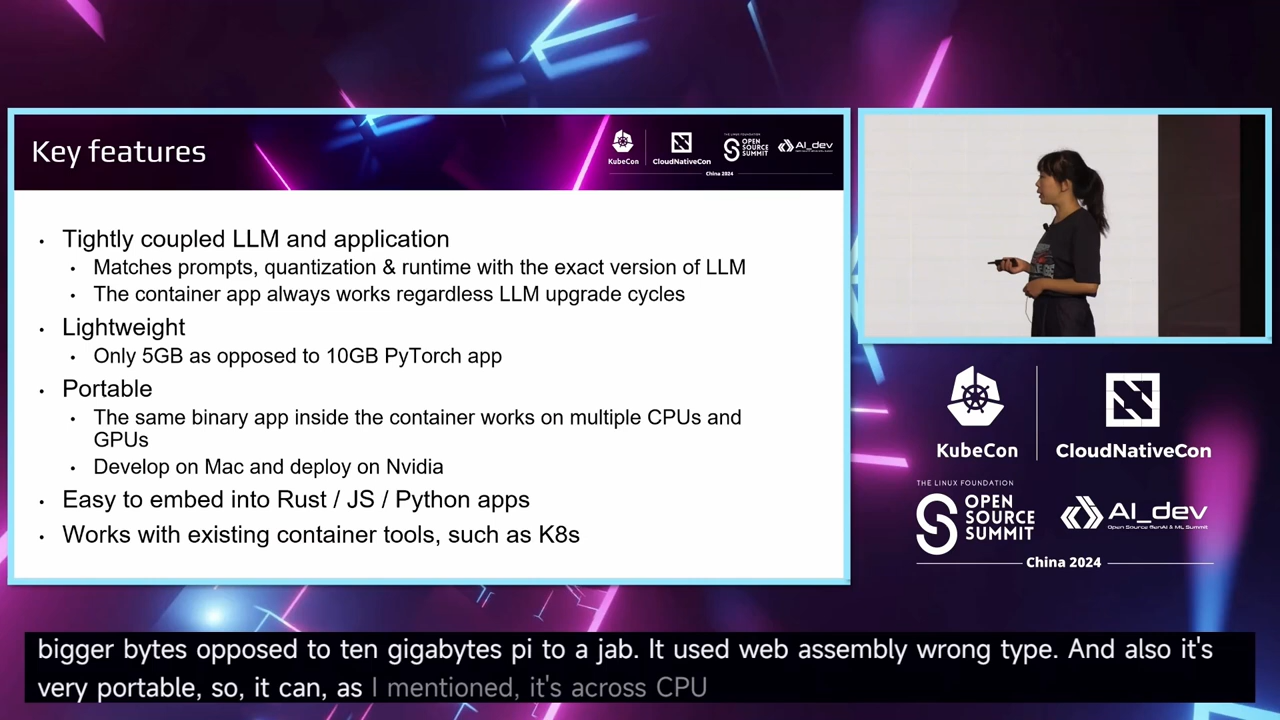 Key features
KubeCon
CloudNativeCon
THE LINUX FOUNDATION
OPEN
SOURCE
SUMMIT
AI_dev
China 2024
• Tightly coupled LLM and application
• Matches prompts, quantization & runtime with the exact version of LLM
• The container app always works regardless LLM upgrade cycles
• Lightweight
• Only 5GB as opposed to 10GB PyTorch app
• Portable
• The same binary app inside the container works on multiple CPUs and
GPUs
• Develop on Mac and deploy on Nvidia
• Easy to embed into Rust / JS / Python apps
• Works with existing container tools, such as K8s
KubeCon
CloudNativeCon
THE LINUX FOUNDATION
OPEN
SOURCE
SUMMIT
AI_dev
Open Source GenAI & ML Summit
China 2024
bigger bytes opposed to ten gigabytes pi to a jab. It used web assembly wrong type. And also it's
very portable, so, it can, as I mentioned, it's across CPU